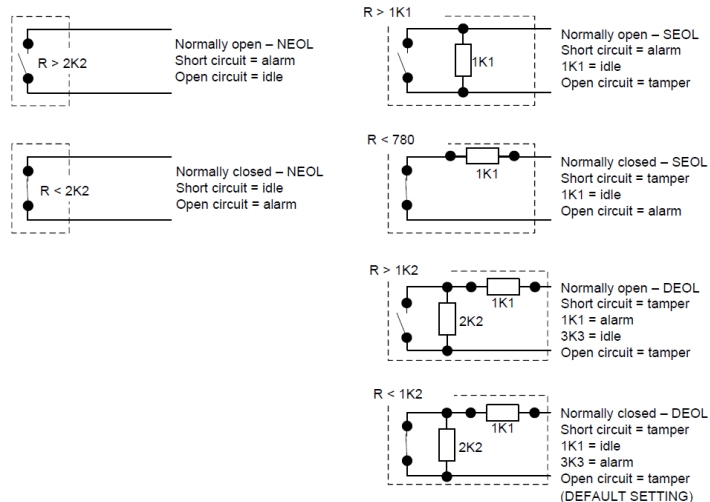 R > 2K2
Normally open – NEOL
Short circuit = alarm
Open circuit = idle
R > 1K1
1K1
Normally open – SEOL
Short circuit = alarm
1K1 = idle
Open circuit = tamper
R < 2K2
Normally closed – NEOL
Short circuit = idle
Open circuit = alarm
R < 780
1K1
Normally closed – SEOL
Short circuit = tamper
1K1 = idle
Open circuit = alarm
R > 1K2
1K1
2K2
Normally open – DEOL
Short circuit = tamper
1K1 = alarm
3K3 = idle
Open circuit = tamper
R < 1K2
1K1
2K2
Normally closed – DEOL
Short circuit = tamper
1K1 = idle
3K3 = alarm
Open circuit = tamper
(DEFAULT SETTING)